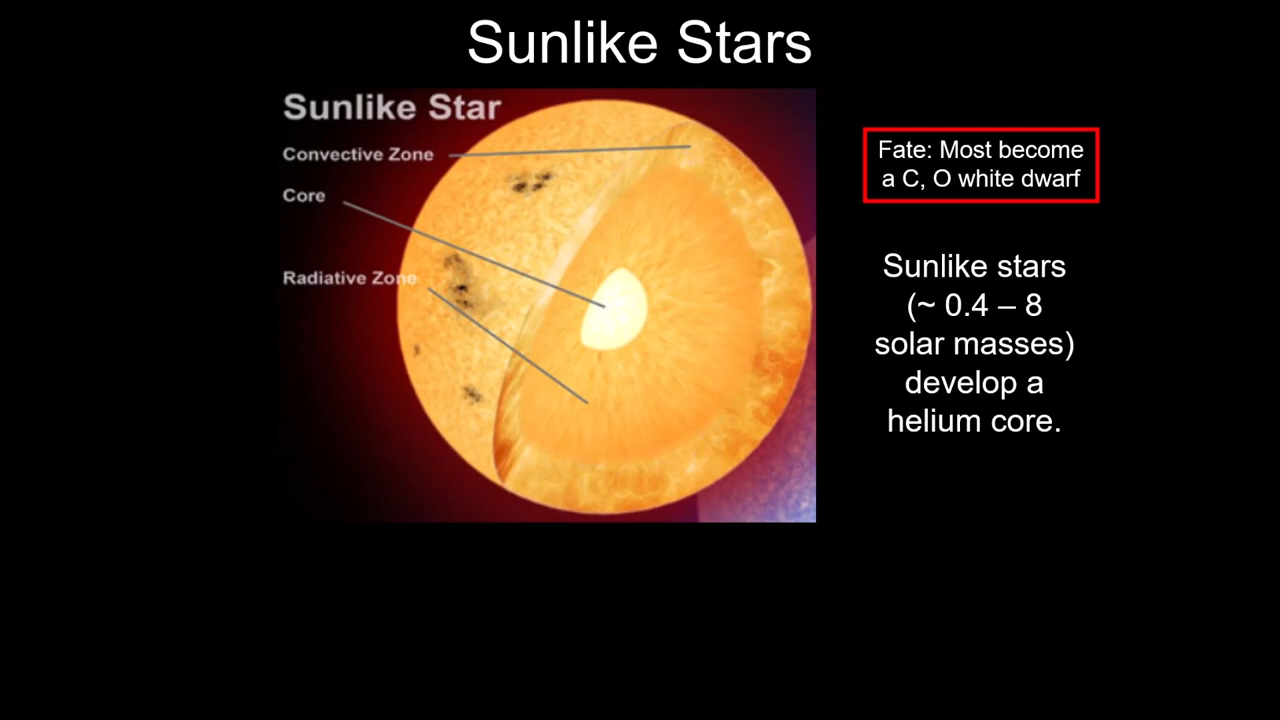 Sunlike Stars
Sunlike Star
Convective Zone
Core
Radiative Zone
Fate: Most become
a C, O white dwarf
Sunlike stars
(~ 0.4 – 8
solar masses)
develop a
helium core.